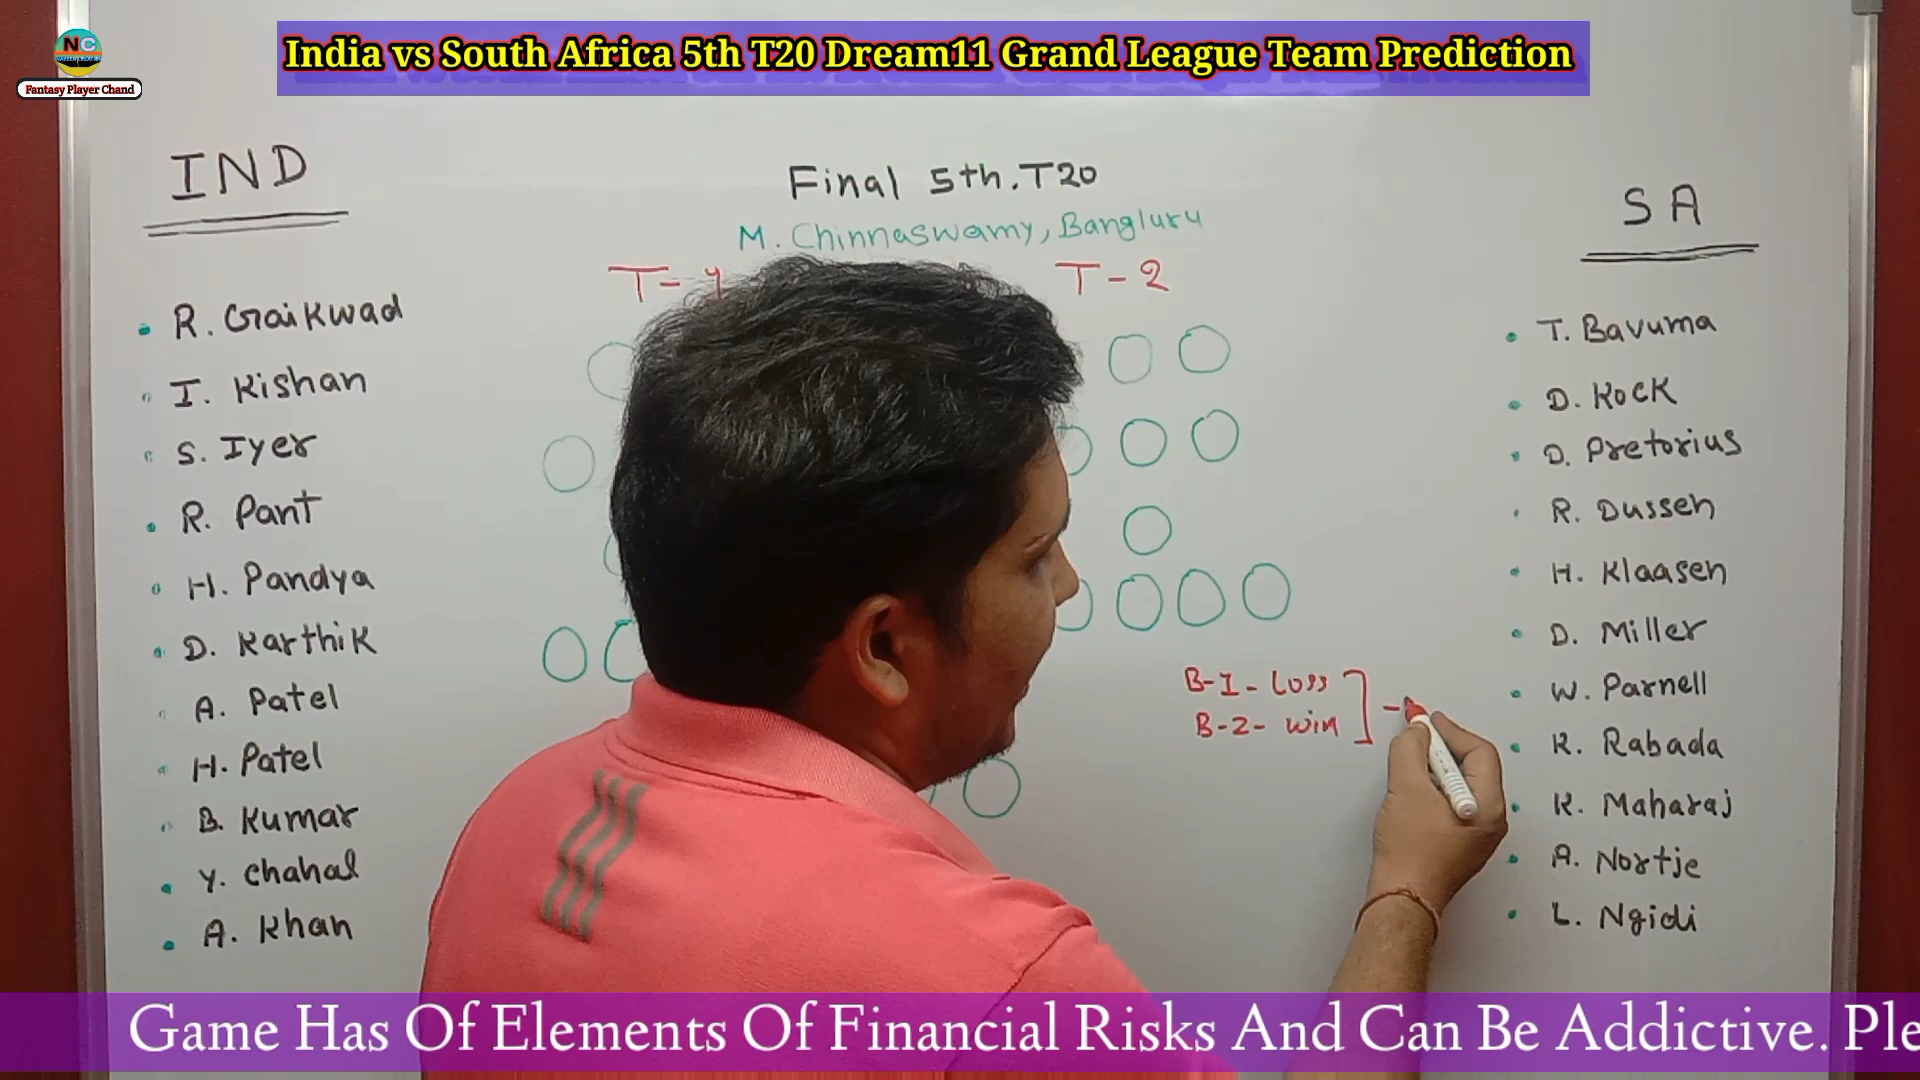 NC
Fantasy Player Chand
India vs South Africa 5th T20 Dream11 Grand League Team Prediction
IND
R. Gaikwad
I. Kishan
S. Iyer
R. Pant
H. Pandya
D. Karthik
A. Patel
H. Patel
B. Kumar
Y. Chahal
A. Khan
Final 5th. T20
M. Chinnaswamy, Bangluru
T-1
T-2
B-I- Loss
B-2- win
SA
T. Bavuma
D. Kock
D. Pretorius
R. Dusseh
H. Klaasen
D. Miller
W. Parnell
K. Rabada
K. Maharaj
A. Nortje
L. Ngidi
Game Has Of Elements Of Financial Risks And Can Be Addictive. Ple